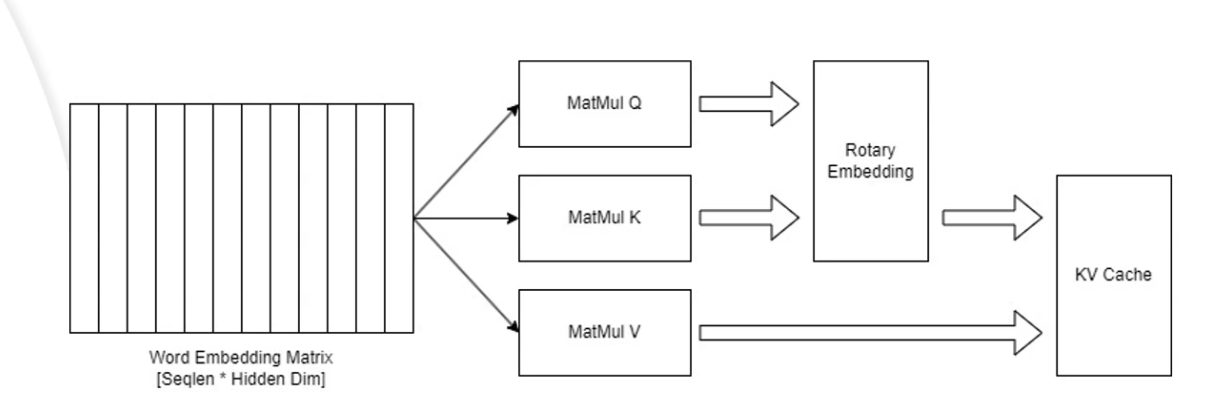 MatMul Q
Rotary
Embedding
MatMul K
KV Cache
MatMul V
Word Embedding Matrix
[Seqlen * Hidden Dim]